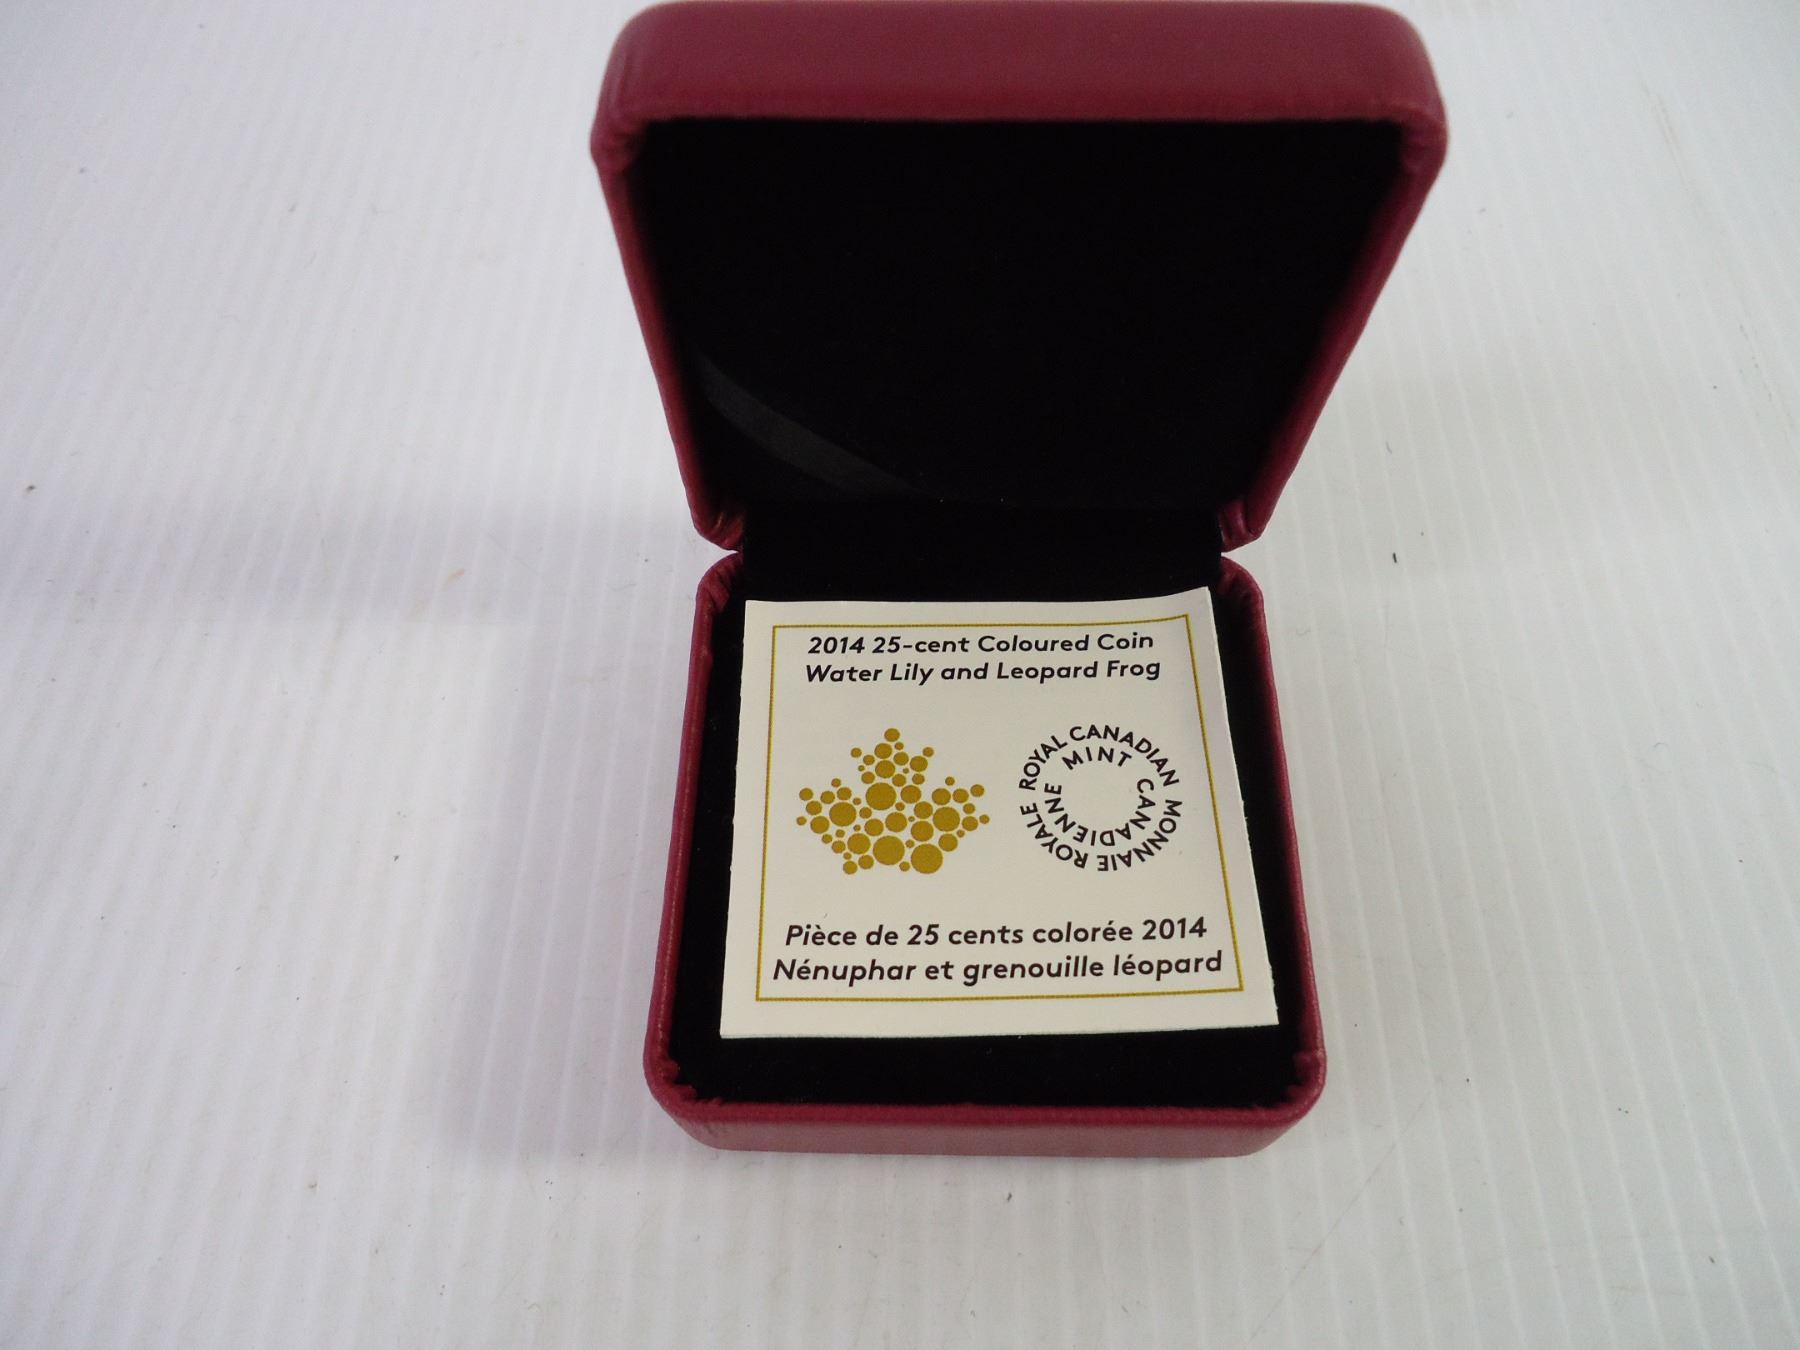 2014 25-cent Coloured Coin
Water Lily and Leopard Frog
ROYAL CANADIAN MINT
MONNAIE ROYALE CANADIENNE
Pièce de 25 cents colorée 2014
Nénuphar et grenouille léopard